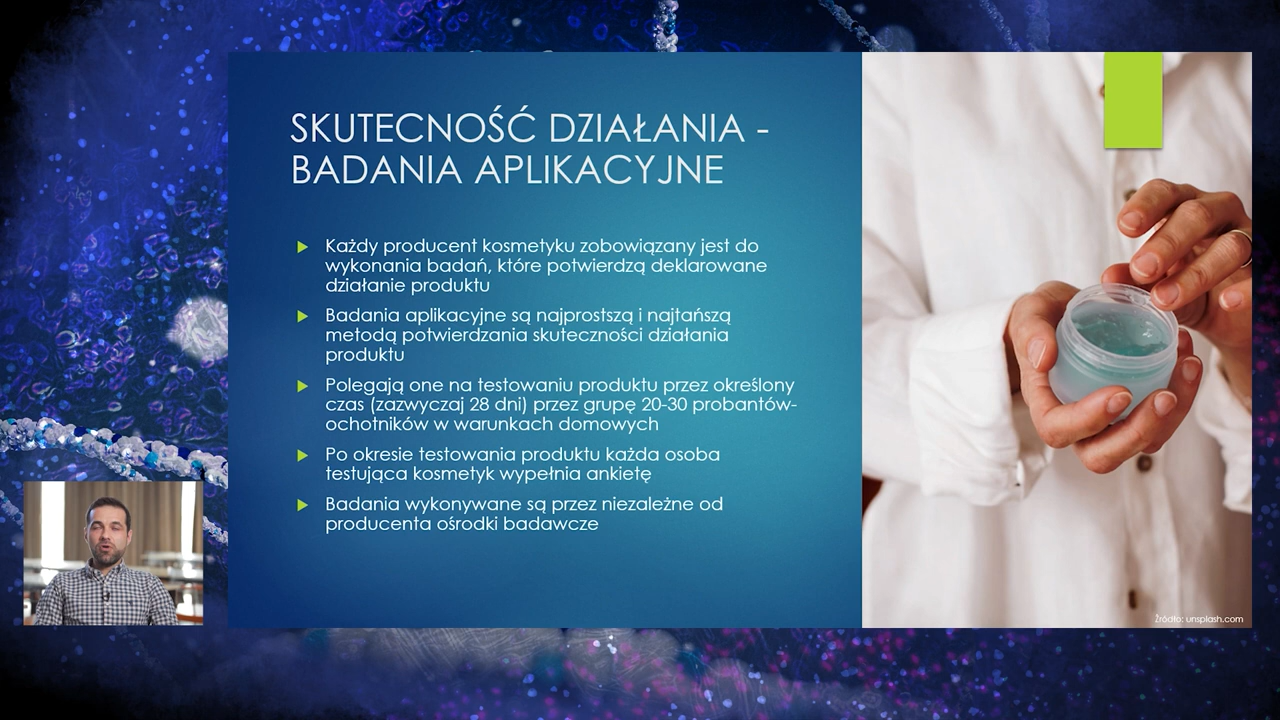 SKUTECNOŚĆ DZIAŁANIA -
BADANIA APLIKACYJNE
Każdy producent kosmetyku zobowiązany jest do
wykonania badań, które potwierdzą deklarowane
działanie produktu
Badania aplikacyjne są najprostszą i najtańszą
metodą potwierdzania skuteczności działania
produktu
Polegają one na testowaniu produktu przez określony
czas (zazwyczaj 28 dni) przez grupę 20-30 probantów-
ochotników w warunkach domowych
Po okresie testowania produktu każda osoba
testująca kosmetyk wypełnia ankietę
Badania wykonywane są przez niezależne od
producenta ośrodki badawcze
Źródło: unsplash.com